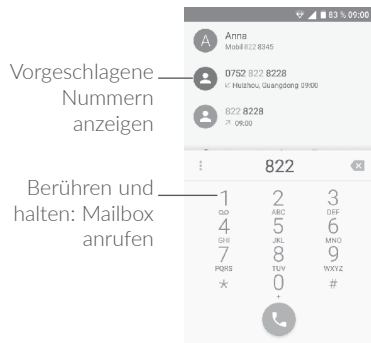 83 % 09:00
A
Anna
Mobil 822 8345
Vorgeschlagene
Nummern
anzeigen
0752 822 8228
Huizhou, Guangdong 09:00
822 8228
09:00
822
Berühren und
halten: Mailbox
anrufen
1 2 3
ABC DEF
4 5 6
GHI JKL MNO
7 8 9
PQRS TUV WXYZ
* 0 #
+